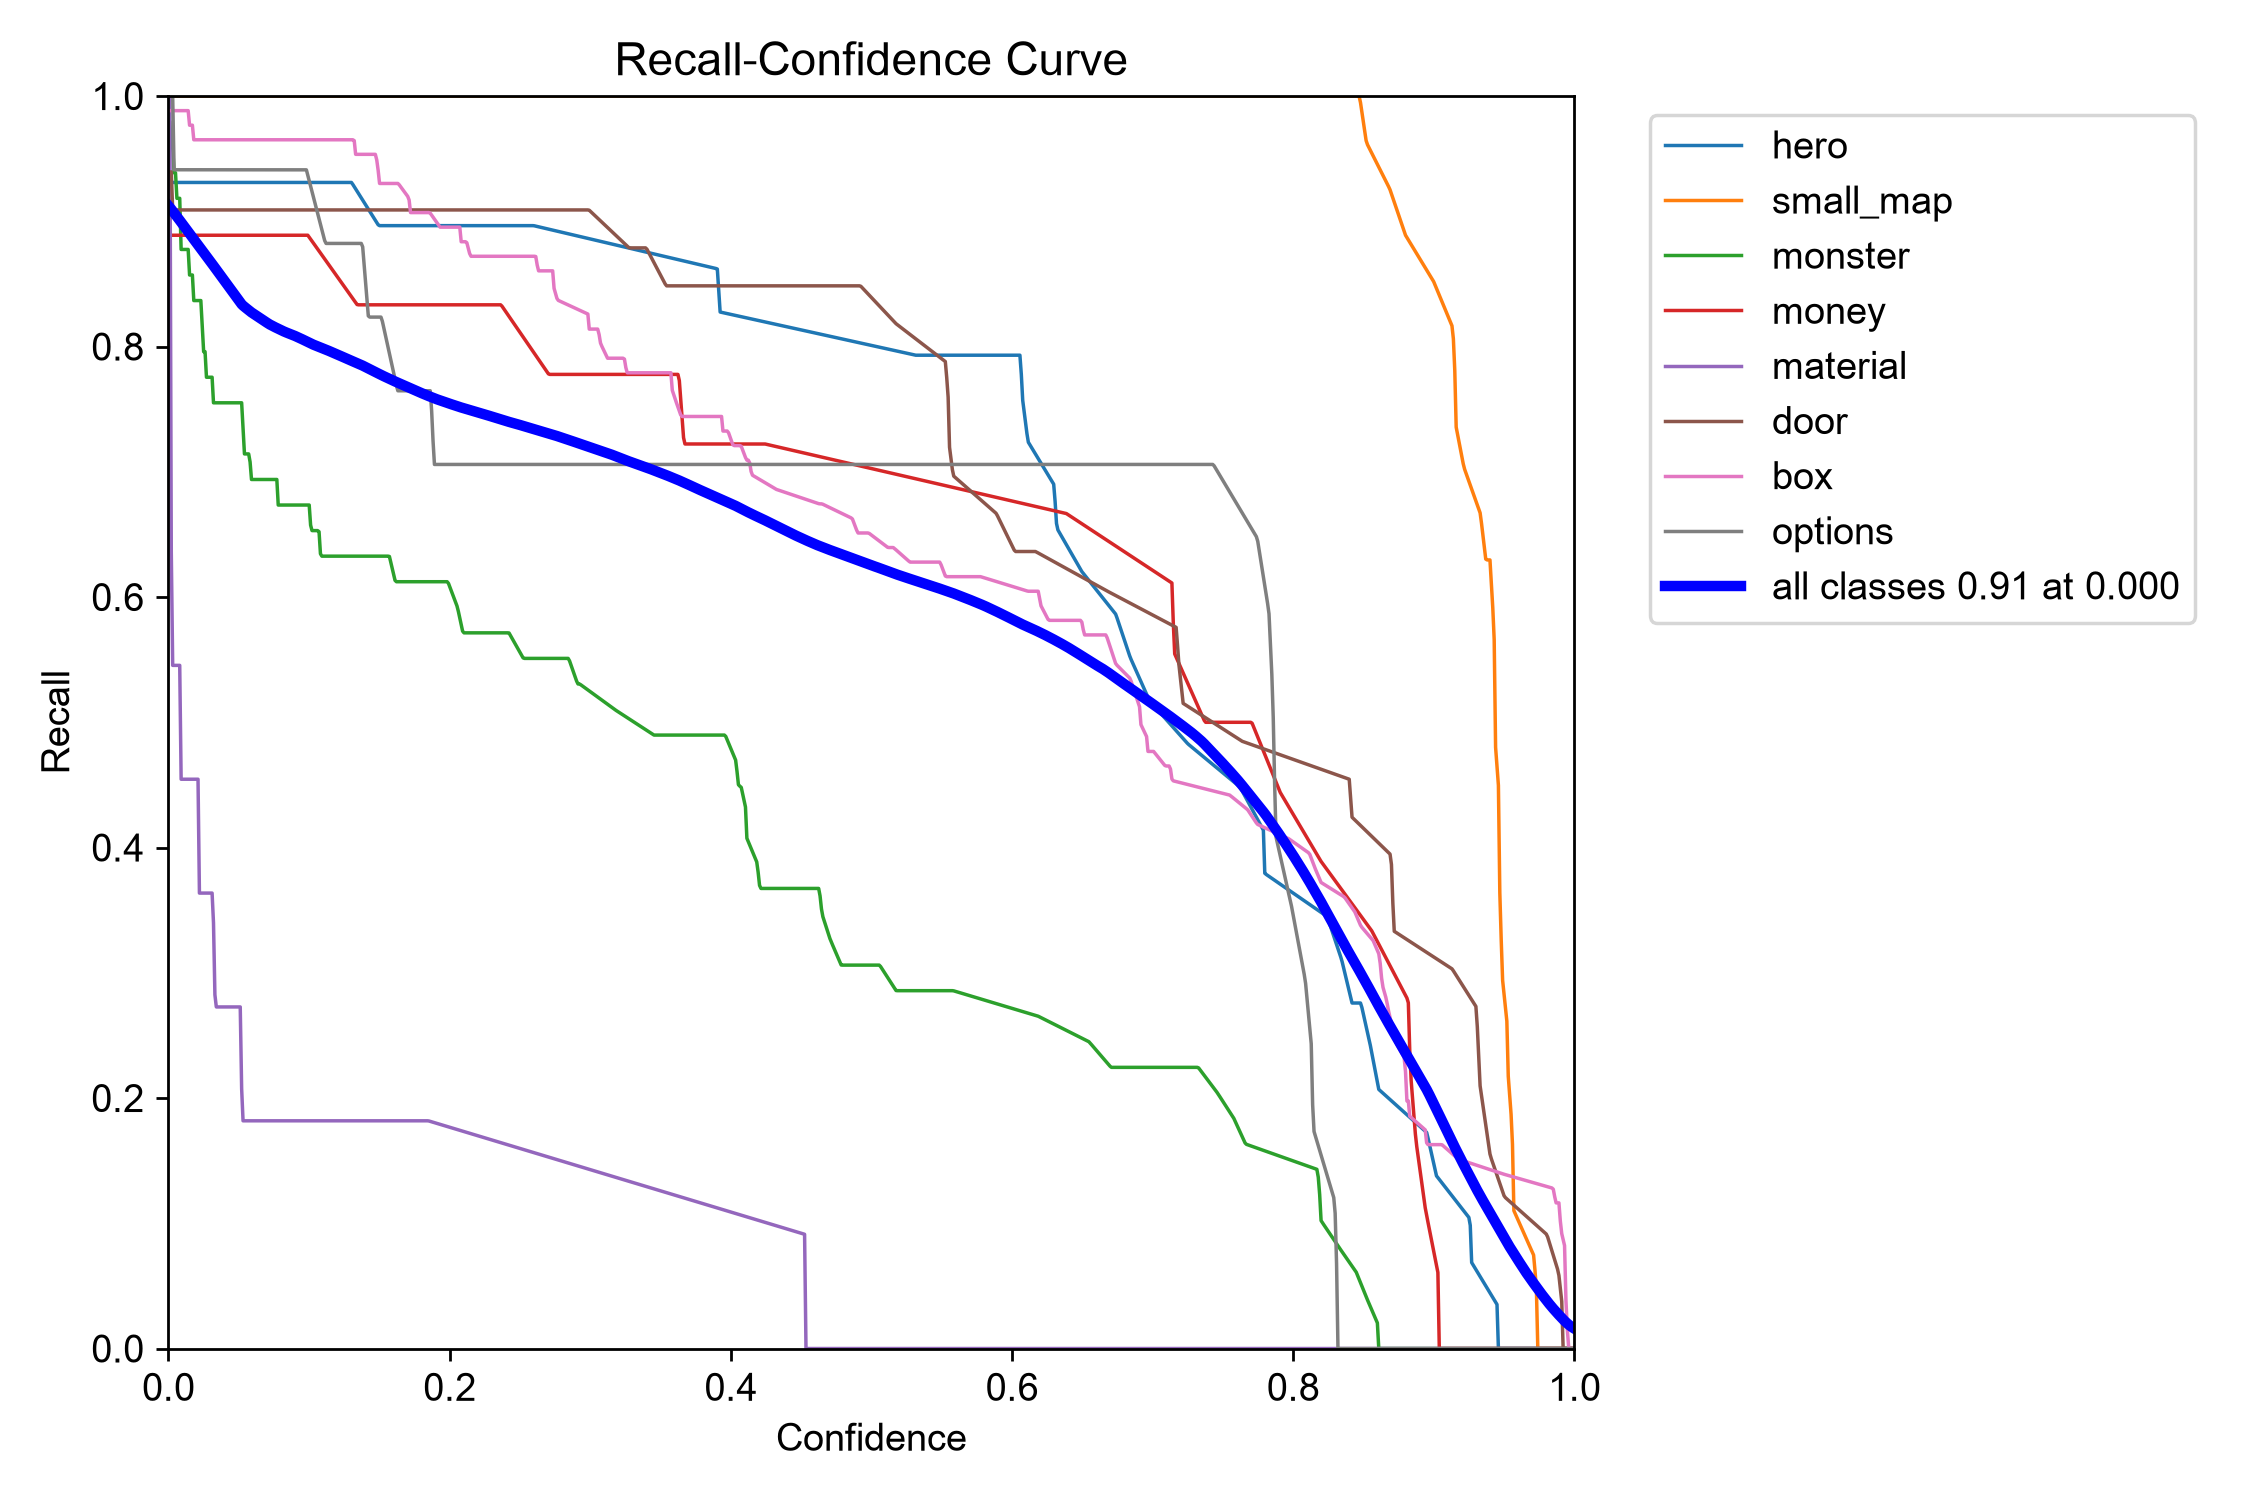 Recall-Confidence Curve
1.0
0.8
0.6
0.4
0.2
0.0
Recall
0.0 0.2 0.4 0.6 0.8 1.0
Confidence
hero
small_map
monster
money
material
door
box
options
all classes 0.91 at 0.000